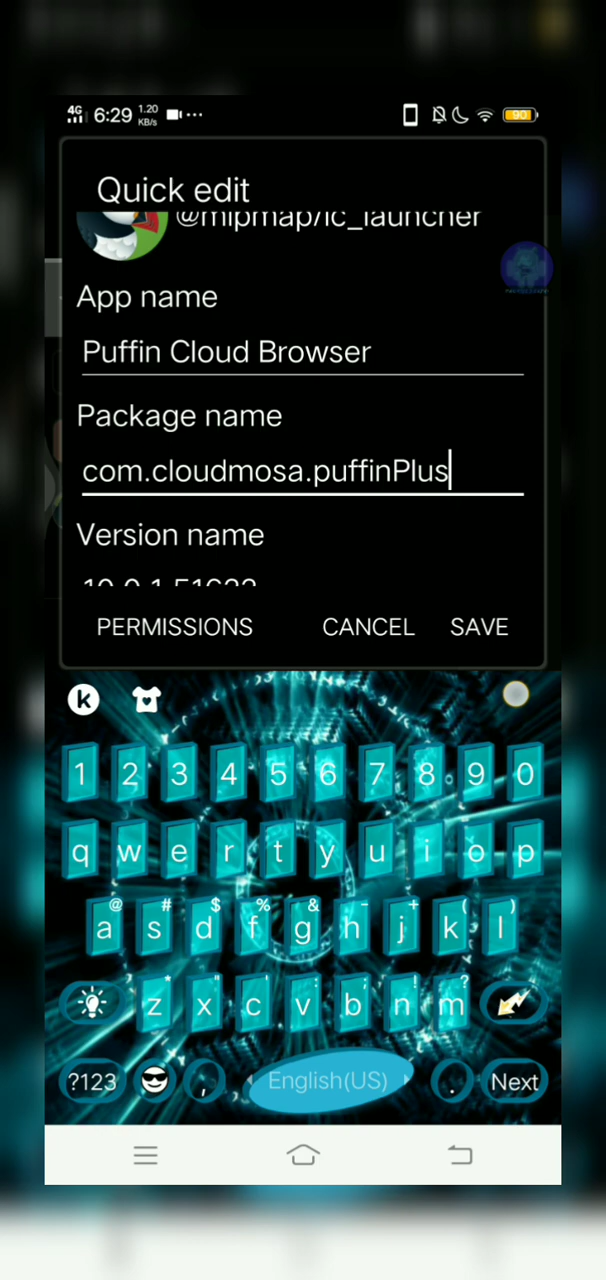 4G 6:29 1.20 KB/s ... 90
Quick edit
@mipmap/ic_launcher
App name
Puffin Cloud Browser
Package name
com.cloudmosa.puffinPlus
Version name
PERMISSIONS CANCEL SAVE
k
1 2 3 4 5 6 7 8 9 0
q w e r t y u i o p
@ # $ % & - + ( )
a s d f g h j k l
* " ' : ; ! ?
z x c v b n m
?123 , English(US) . Next